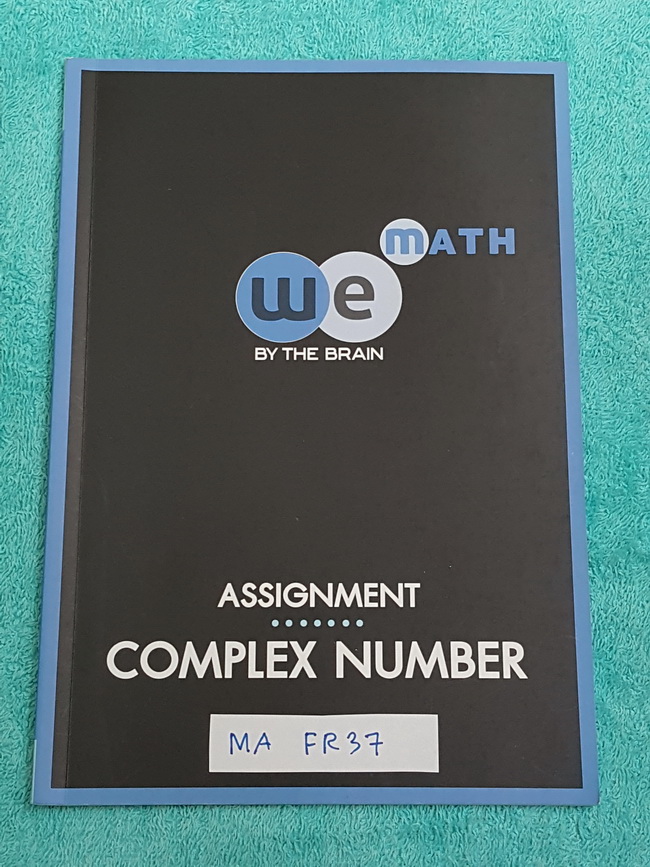 we mATH
BY THE BRAIN
ASSIGNMENT
COMPLEX NUMBER
MA FR37